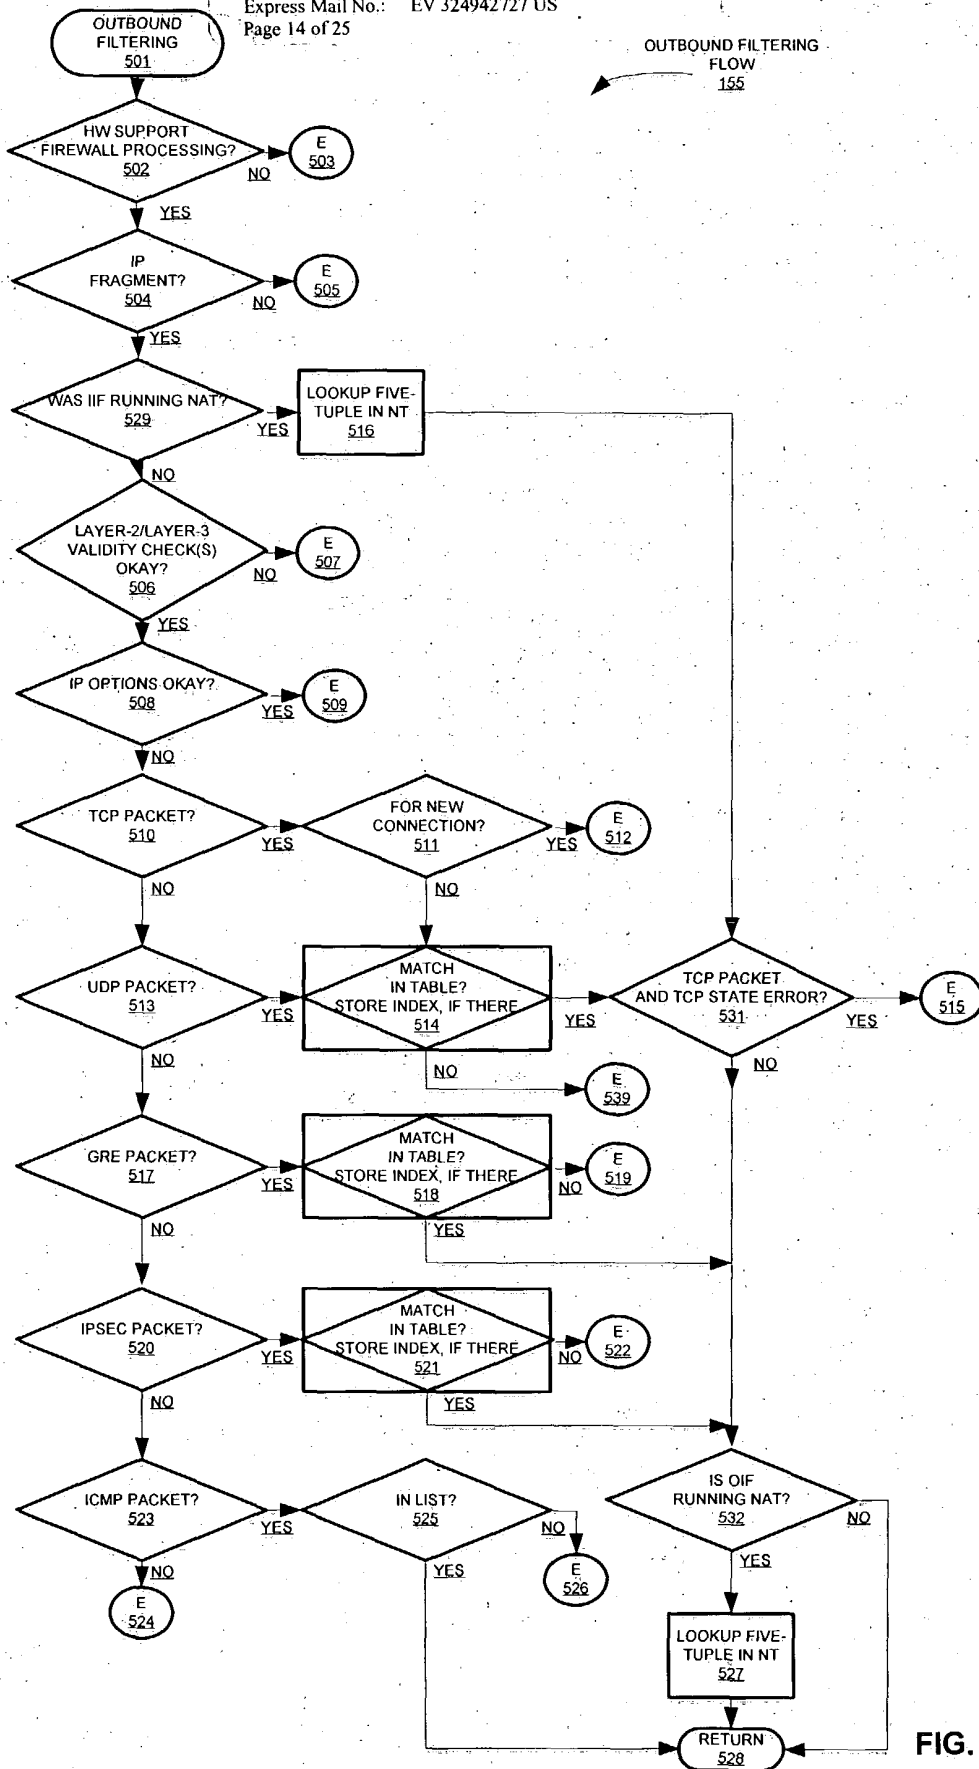 Express Mail No.: EV 324942727 US
Page 14 of 25
OUTBOUND
FILTERING
501
OUTBOUND FILTERING
FLOW
155
HW SUPPORT
FIREWALL PROCESSING?
502
NO
E
503
YES
IP
FRAGMENT?
504
NO
E
505
YES
WAS IIF RUNNING NAT?
529
YES
LOOKUP FIVE-
TUPLE IN NT
516
NO
LAYER-2/LAYER-3
VALIDITY CHECK(S)
OKAY?
506
NO
E
507
YES
IP OPTIONS OKAY?
508
YES
E
509
NO
TCP PACKET?
510
YES
FOR NEW
CONNECTION?
511
YES
E
512
NO
NO
UDP PACKET?
513
YES
MATCH
IN TABLE?
STORE INDEX, IF THERE
514
YES
TCP PACKET
AND TCP STATE ERROR?
531
YES
E
515
NO
NO
NO
E
539
GRE PACKET?
517
YES
MATCH
IN TABLE?
STORE INDEX, IF THERE
518
NO
E
519
NO
YES
IPSEC PACKET?
520
YES
MATCH
IN TABLE?
STORE INDEX, IF THERE
521
NO
E
522
NO
YES
ICMP PACKET?
523
YES
IN LIST?
525
NO
E
526
IS OIF
RUNNING NAT?
532
NO
NO
E
524
YES
YES
LOOKUP FIVE-
TUPLE IN NT
527
RETURN
528
FIG.